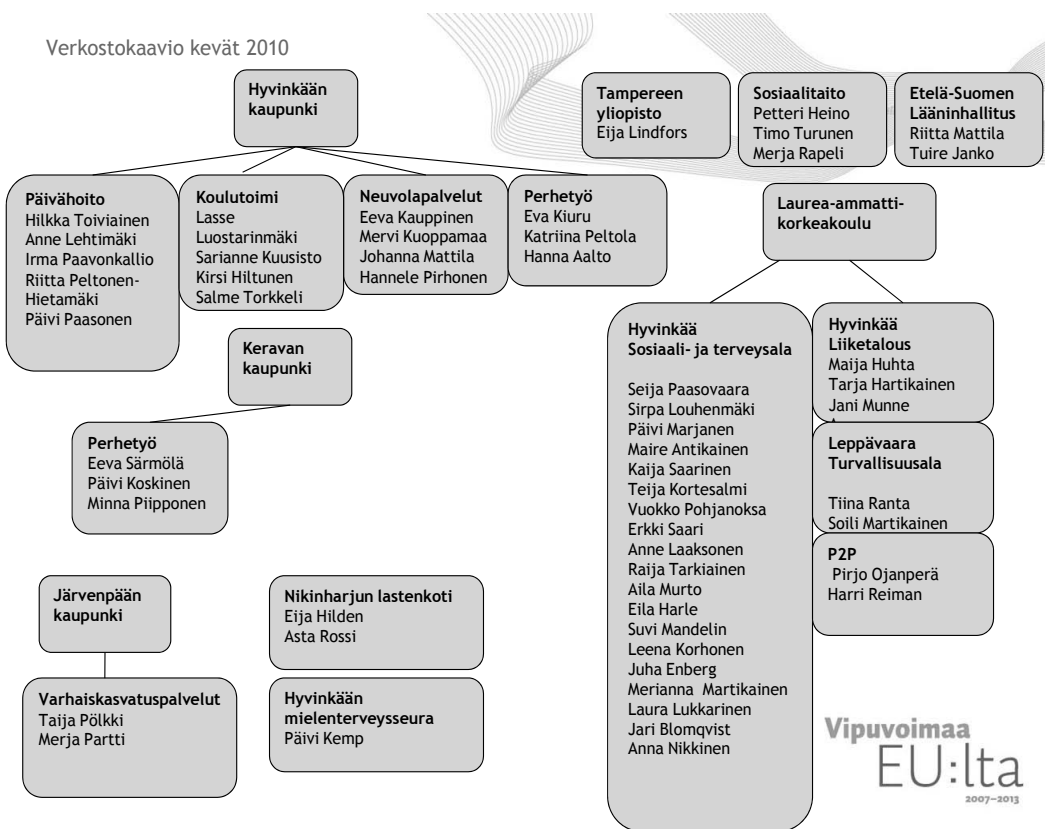 Verkostokaavio kevät 2010
Hyvinkään
kaupunki
Tampereen
yliopisto
Eija Lindfors
Sosiaalitaito
Petteri Heino
Timo Turunen
Merja Rapeli
Etelä-Suomen
Lääninhallitus
Riitta Mattila
Tuire Janko
Päivähoito
Hilkka Toiviainen
Anne Lehtimäki
Irma Paavonkallio
Riitta Peltonen-
Hietamäki
Päivi Paasonen
Koulutoimi
Lasse
Luostarinmäki
Sarianne Kuusisto
Kirsi Hiltunen
Salme Torkkeli
Neuvolapalvelut
Eeva Kauppinen
Mervi Kuoppamaa
Johanna Mattila
Hannele Pirhonen
Perhetyö
Eva Kiuru
Katriina Peltola
Hanna Aalto
Laurea-ammatti-
korkeakoulu
Keravan
kaupunki
Perhetyö
Eeva Särmölä
Päivi Koskinen
Minna Piipponen
Hyvinkää
Sosiaali- ja terveysala
Seija Paasovaara
Sirpa Louhenmäki
Päivi Marjanen
Maire Antikainen
Kaija Saarinen
Teija Kortesalmi
Vuokko Pohjanoksa
Erkki Saari
Anne Laaksonen
Raija Tarkiainen
Aila Murto
Eila Harle
Suvi Mandelin
Leena Korhonen
Juha Enberg
Merianna  Martikainen
Laura Lukkarinen
Jari Blomqvist
Anna Nikkinen
Hyvinkää
Liiketalous
Maija Huhta
Tarja Hartikainen
Jani Munne
Leppävaara
Turvallisuusala
Tiina Ranta
Soili Martikainen
P2P
Pirjo Ojanperä
Harri Reiman
Järvenpään
kaupunki
Varhaiskasvatuspalvelut
Taija Pölkki
Merja Partti
Nikinharjun lastenkoti
Eija Hilden
Asta Rossi
Hyvinkään
mielenterveysseura
Päivi Kemp
Vipuvoimaa
EU:lta
2007–2013